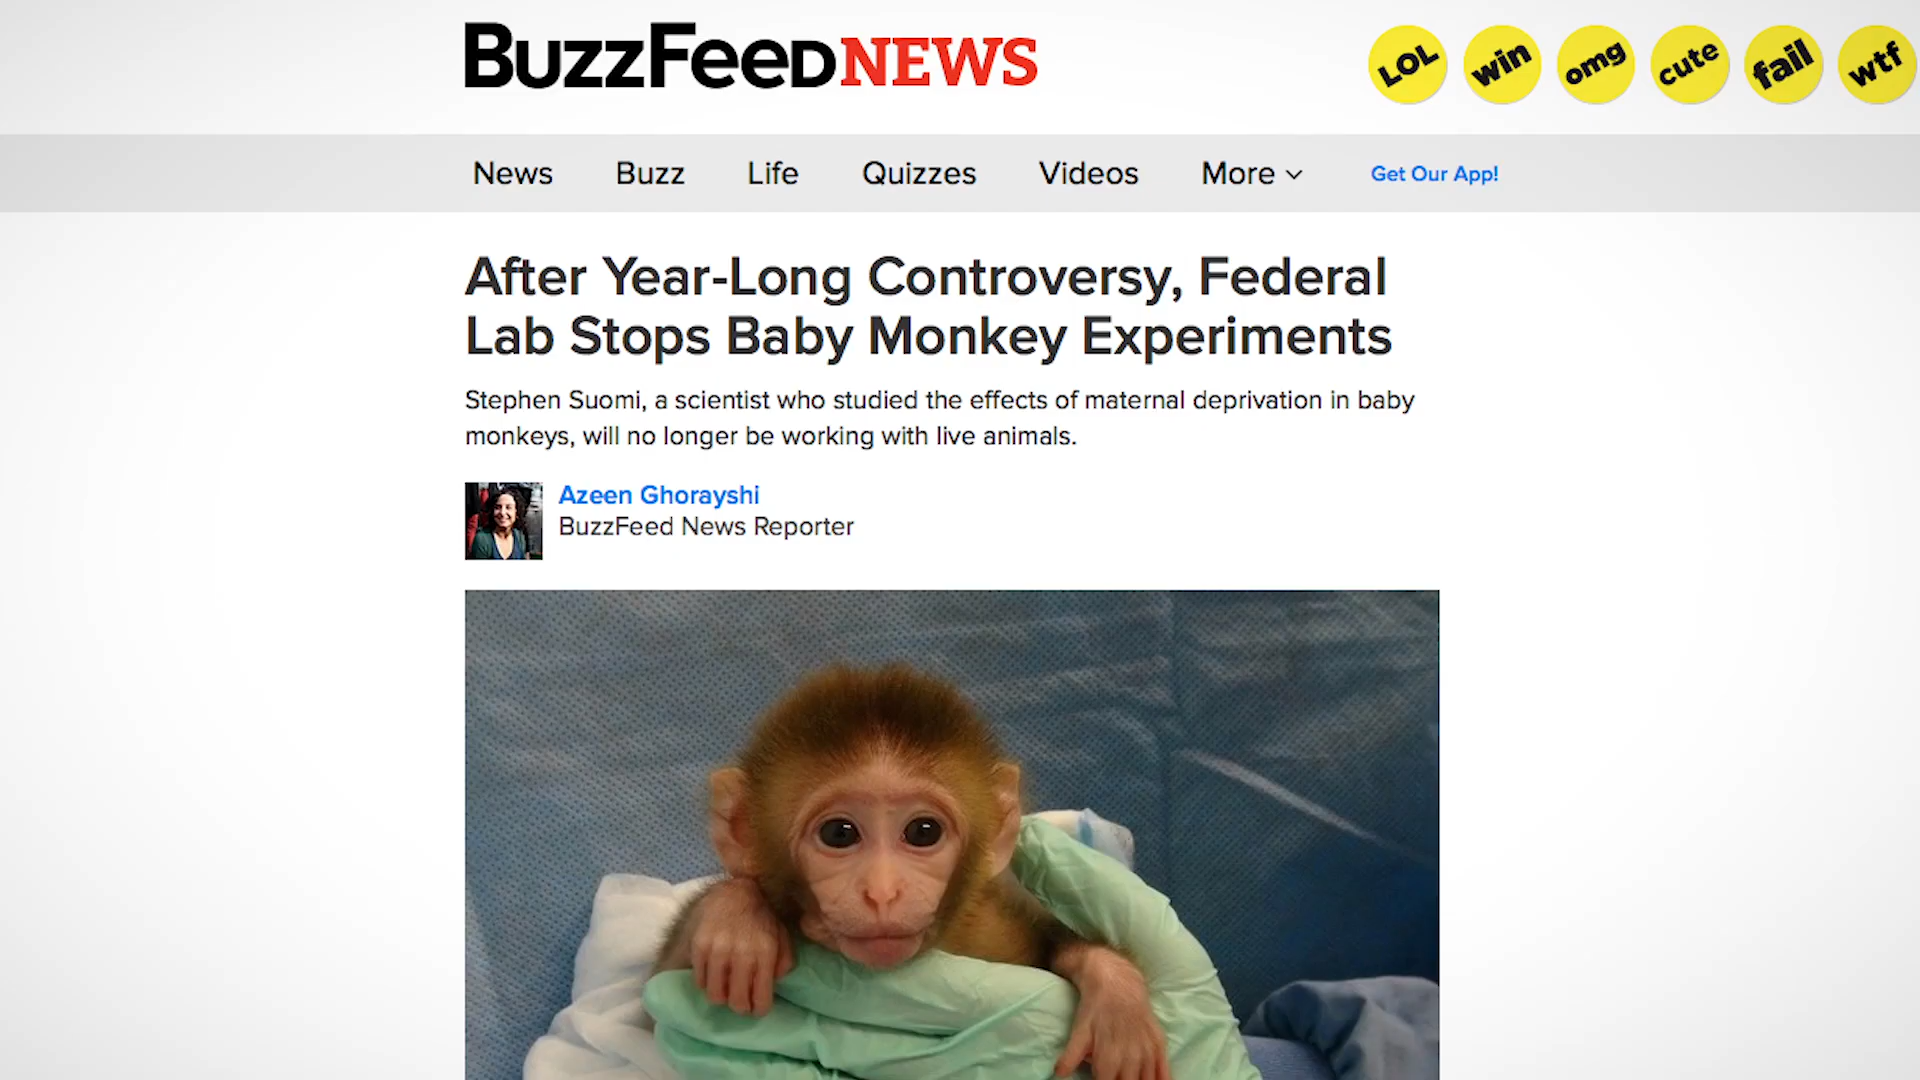 BuzzFeeD NEWS
LOL
win
omg
cute
fail
wtf
News Buzz Life Quizzes Videos More Get Our App!
After Year-Long Controversy, Federal
Lab Stops Baby Monkey Experiments
Stephen Suomi, a scientist who studied the effects of maternal deprivation in baby
monkeys, will no longer be working with live animals.
Azeen Ghorayshi
BuzzFeed News Reporter